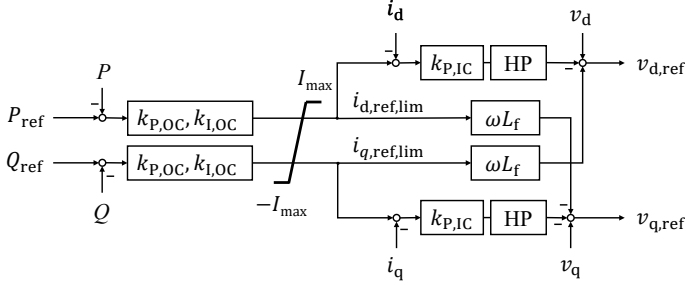 i_d
v_d
k_P,IC
HP
v_d,ref
P
I_max
P_ref
k_P,OC, k_I,OC
i_d,ref,lim
ωL_f
Q_ref
k_P,OC, k_I,OC
i_q,ref,lim
ωL_f
Q
−I_max
k_P,IC
HP
v_q,ref
i_q
v_q